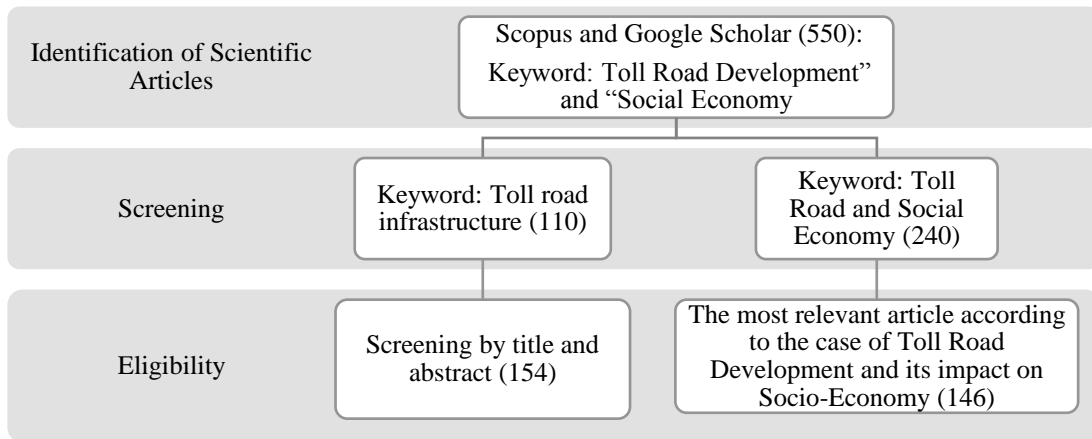 Identification of Scientific
Articles
Scopus and Google Scholar (550):
Keyword: Toll Road Development”
and “Social Economy
Screening
Keyword: Toll road
infrastructure (110)
Keyword: Toll
Road and Social
Economy (240)
Eligibility
Screening by title and
abstract (154)
The most relevant article according
to the case of Toll Road
Development and its impact on
Socio-Economy (146)